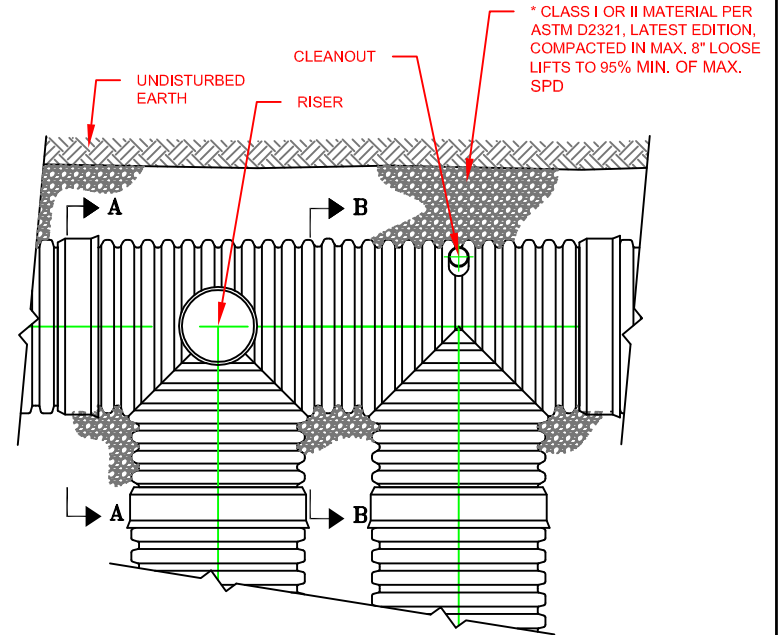 * CLASS I OR II MATERIAL PER
ASTM D2321, LATEST EDITION,
COMPACTED IN MAX. 8" LOOSE
LIFTS TO 95% MIN. OF MAX.
SPD
CLEANOUT
UNDISTURBED
EARTH
RISER
A
B
A
B